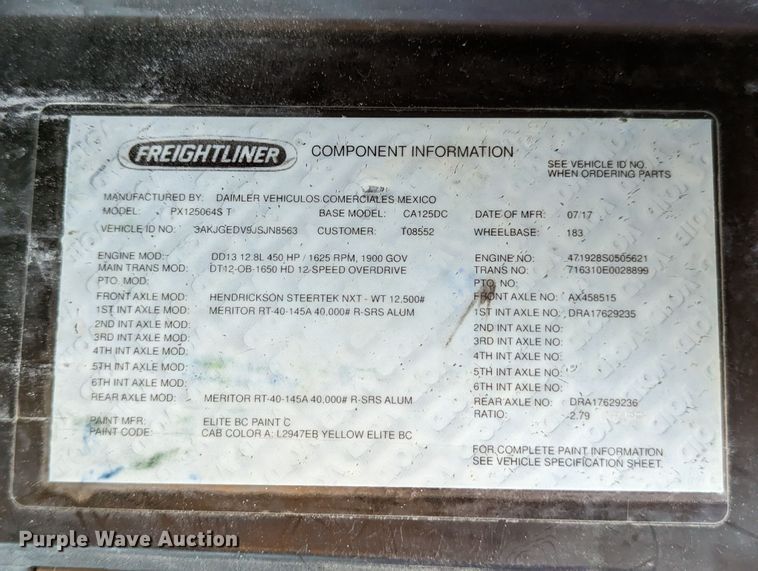 FREIGHTLINER COMPONENT INFORMATION
SEE VEHICLE ID NO.
WHEN ORDERING PARTS
MANUFACTURED BY: DAIMLER VEHICULOS COMERCIALES MEXICO
MODEL: PX125064S T BASE MODEL: CA125DC DATE OF MFR: 07/17
VEHICLE ID NO. 3AKJGEDV9JSJN8563 CUSTOMER: T08552 WHEELBASE: 183
ENGINE MOD: DD13 12.8L 450 HP / 1625 RPM, 1900 GOV ENGINE NO: 471928S0505621
MAIN TRANS MOD: DT12-OB-1650 HD 12-SPEED OVERDRIVE TRANS NO: 716310E0028899
PTO. MOD: PTO NO:
FRONT AXLE MOD: HENDRICKSON STEERTEK NXT - WT 12,500# FRONT AXLE NO: AX458515
1ST INT AXLE MOD: MERITOR RT-40-145A 40,000# R-SRS ALUM 1ST INT AXLE NO: DRA17629235
2ND INT AXLE MOD: 2ND INT AXLE NO:
3RD INT AXLE MOD: 3RD INT AXLE NO:
4TH INT AXLE MOD: 4TH INT AXLE NO:
5TH INT AXLE MOD: 5TH INT AXLE NO:
6TH INT AXLE MOD: 6TH INT AXLE NO:
REAR AXLE MOD: MERITOR RT-40-145A 40,000# R-SRS ALUM REAR AXLE NO: DRA17629236
RATIO: -2.79
PAINT MFR: ELITE BC PAINT C
PAINT CODE: CAB COLOR A: L2947EB YELLOW ELITE BC
FOR COMPLETE PAINT INFORMATION
SEE VEHICLE SPECIFICATION SHEET.
Purple Wave Auction